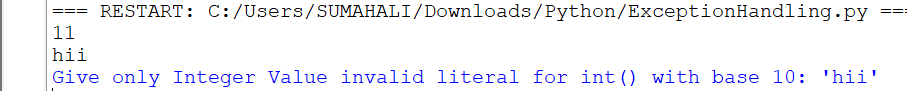 === RESTART: C:/Users/SUMAHALI/Downloads/Python/ExceptionHandling.py ===
11
hii
Give only Integer Value invalid literal for int() with base 10: 'hii'